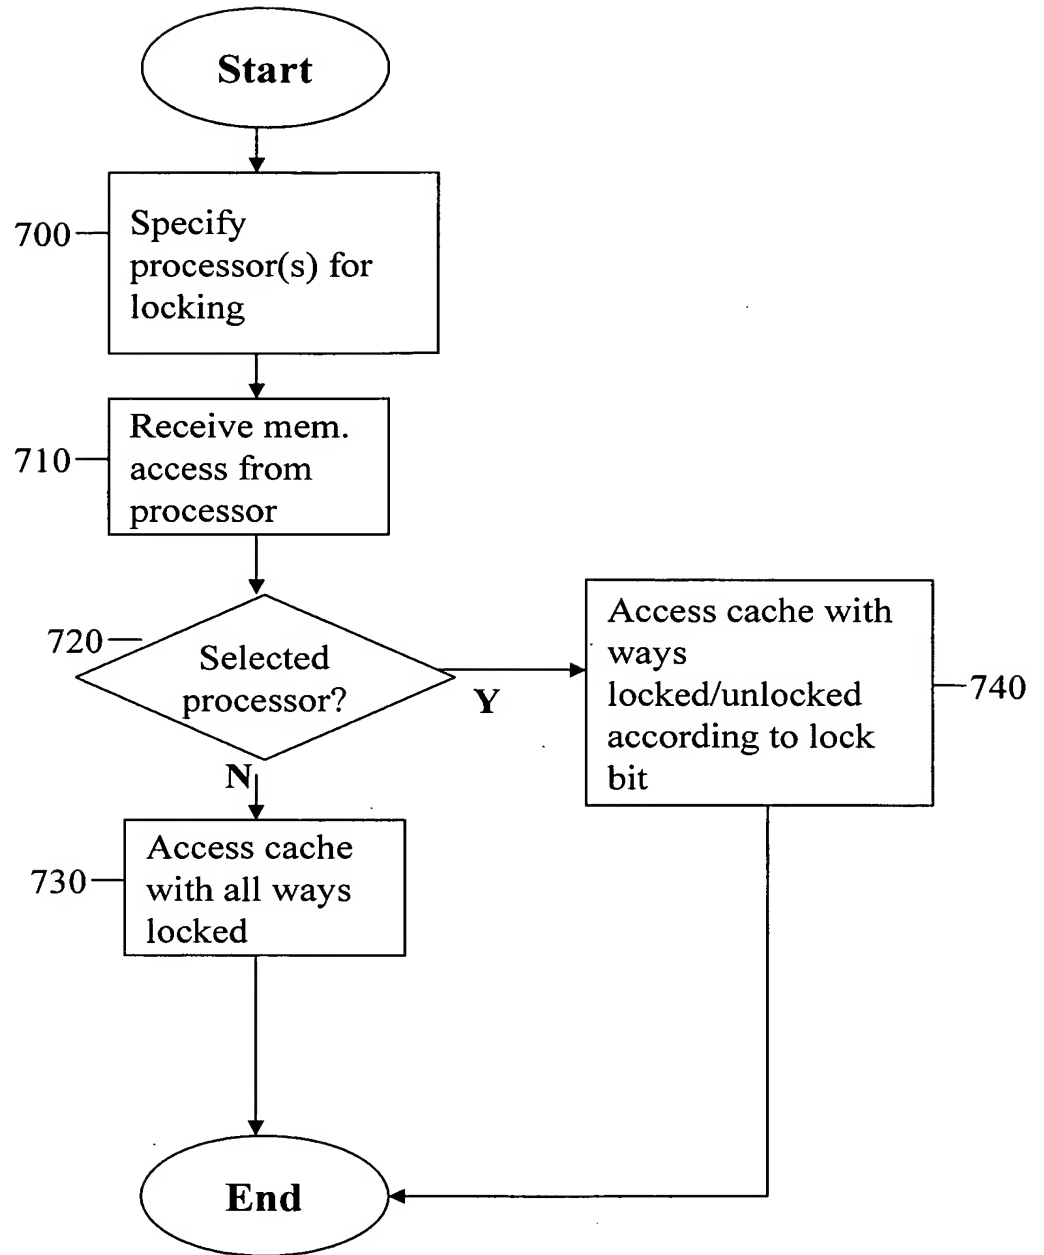 Start
700
Specify
processor(s) for
locking
Receive mem.
710
access from
processor
720
Selected
processor?
Y
N
Access cache with
ways
locked/unlocked
according to lock
bit
740
Access cache
730
with all ways
locked
End